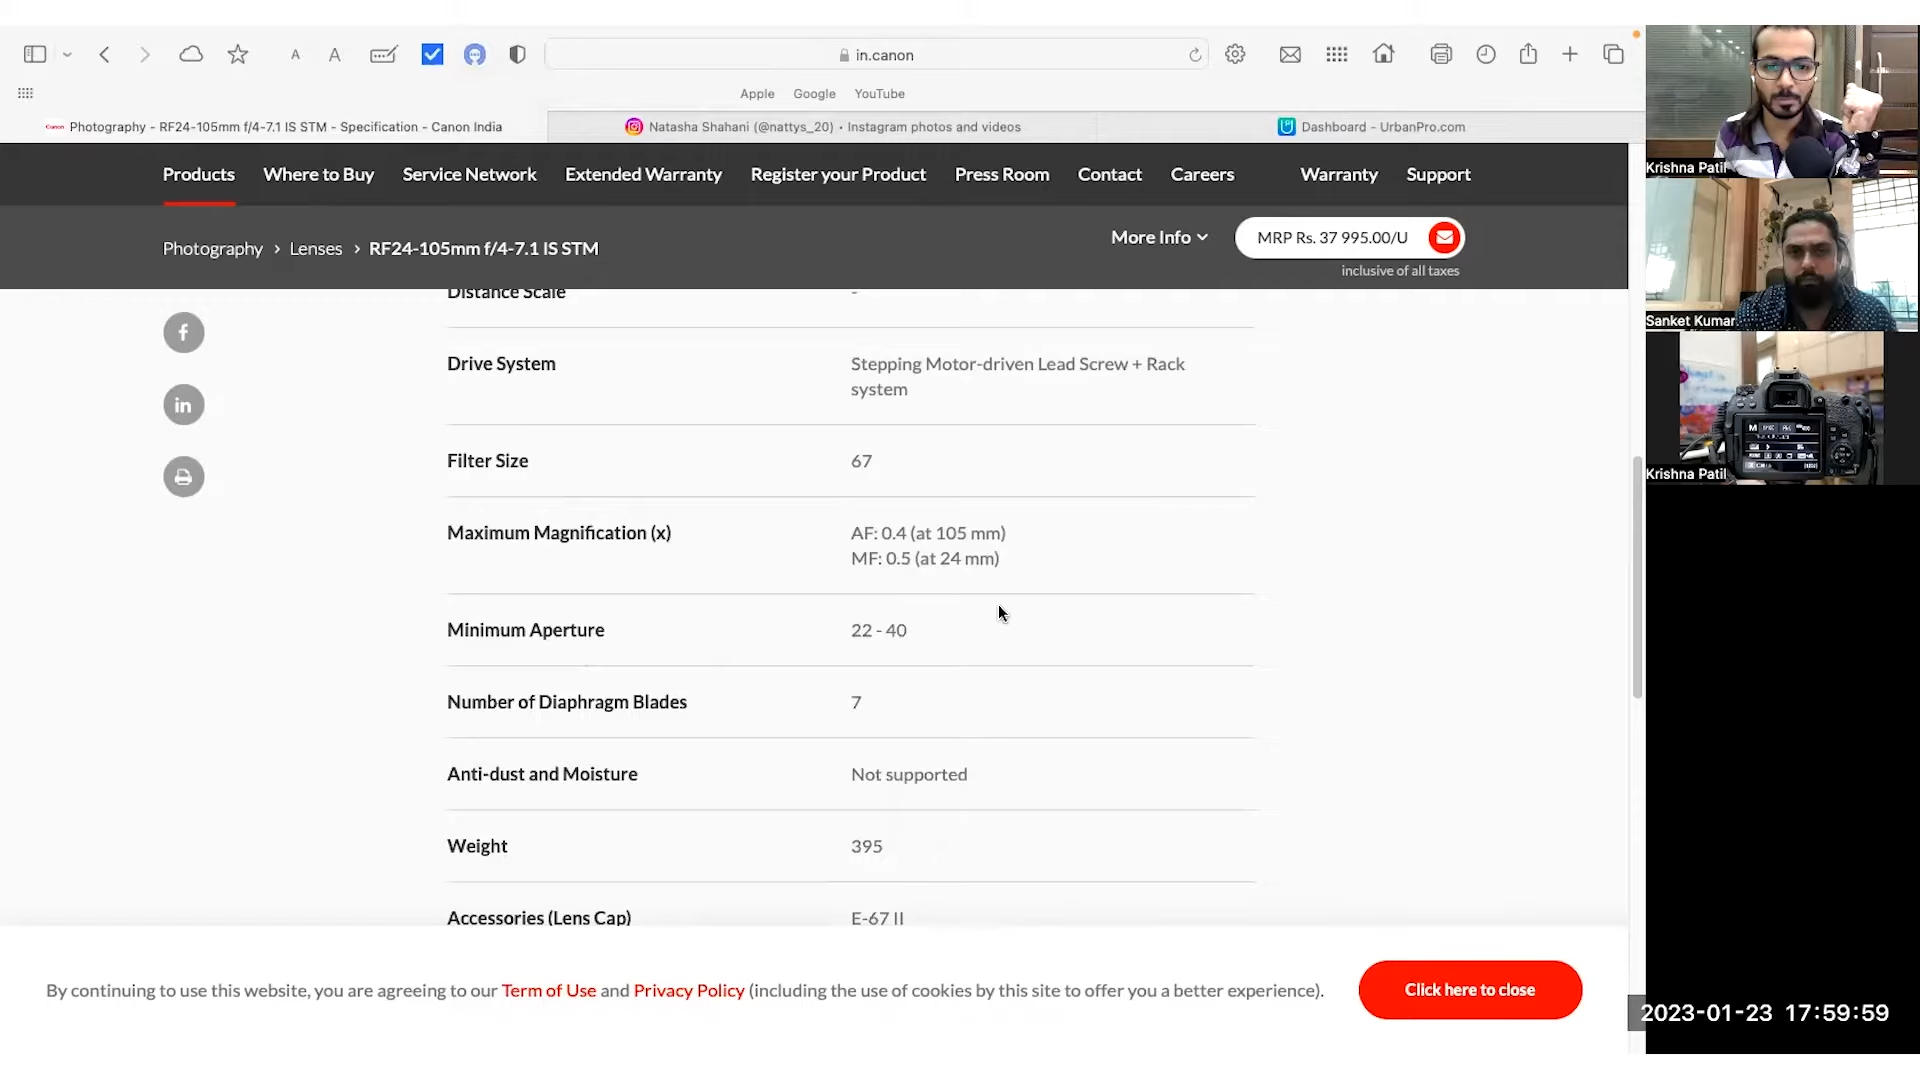 A A in.canon
Apple Google YouTube
Canon Photography - RF24-105mm f/4-7.1 IS STM - Specification - Canon India
Natasha Shahani (@nattys_20) • Instagram photos and videos
Dashboard - UrbanPro.com
Products Where to Buy Service Network Extended Warranty Register your Product Press Room Contact Careers Warranty Support
Photography > Lenses > RF24-105mm f/4-7.1 IS STM
More Info
MRP Rs. 37 995.00/U
inclusive of all taxes
Distance Scale -
Drive System Stepping Motor-driven Lead Screw + Rack
system
Filter Size 67
Maximum Magnification (x) AF: 0.4 (at 105 mm)
MF: 0.5 (at 24 mm)
Minimum Aperture 22 - 40
Number of Diaphragm Blades 7
Anti-dust and Moisture Not supported
Weight 395
Accessories (Lens Cap) E-67 II
By continuing to use this website, you are agreeing to our Term of Use and Privacy Policy (including the use of cookies by this site to offer you a better experience).
Click here to close
Krishna Patil
Sanket Kumar
M
Krishna Patil
2023-01-23 17:59:59